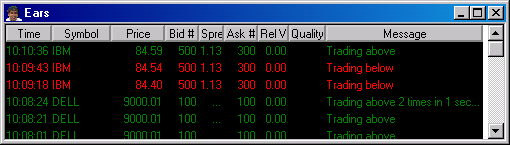 Ears
Time Symbol Price Bid # Spre Ask # Rel V Quality Message
10:10:36 IBM 84.59 500 1.13 300 0.00 Trading above
10:09:43 IBM 84.54 500 1.13 300 0.00 Trading below
10:09:18 IBM 84.40 500 1.13 300 0.00 Trading below
10:08:24 DELL 9000.01 100 ... 100 0.00 Trading above 2 times in 1 sec...
10:08:21 DELL 9000.01 100 ... 100 0.00 Trading above
10:08:01 DELL 9000.01 100 ... 100 0.00 Trading above